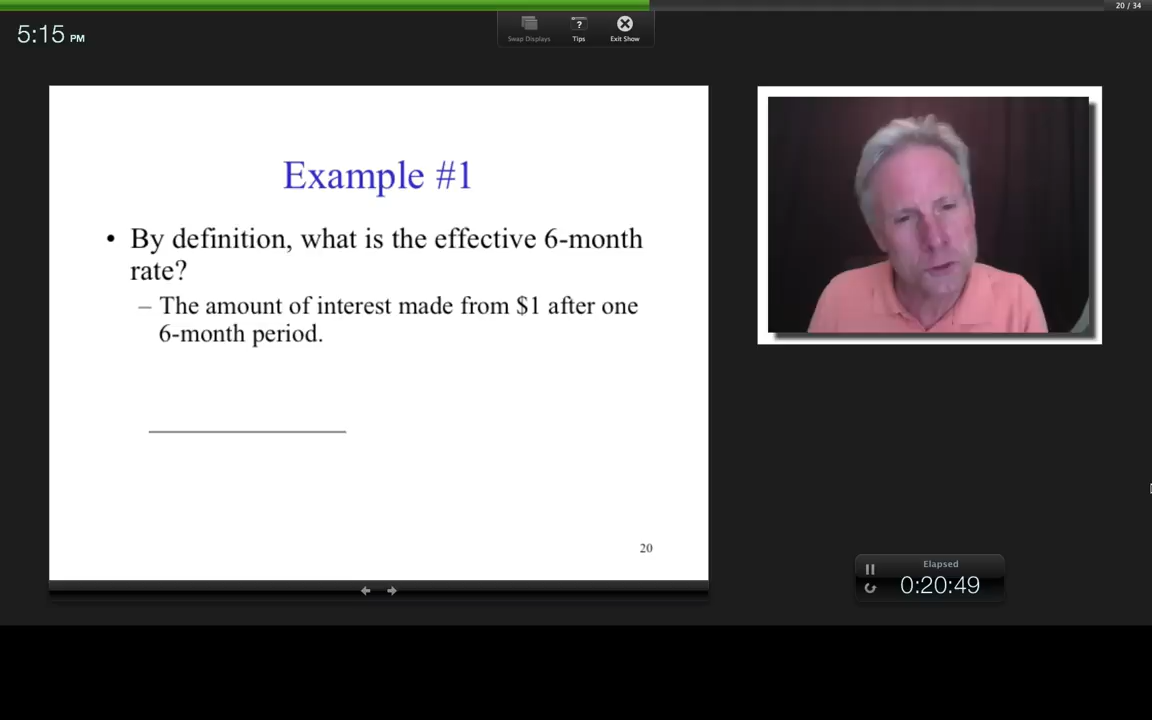 20 / 34
5:15 PM
Swap Displays
? Tips
Exit Show
Example #1
• By definition, what is the effective 6-month
rate?
– The amount of interest made from $1 after one
6-month period.
20
Elapsed
0:20:49